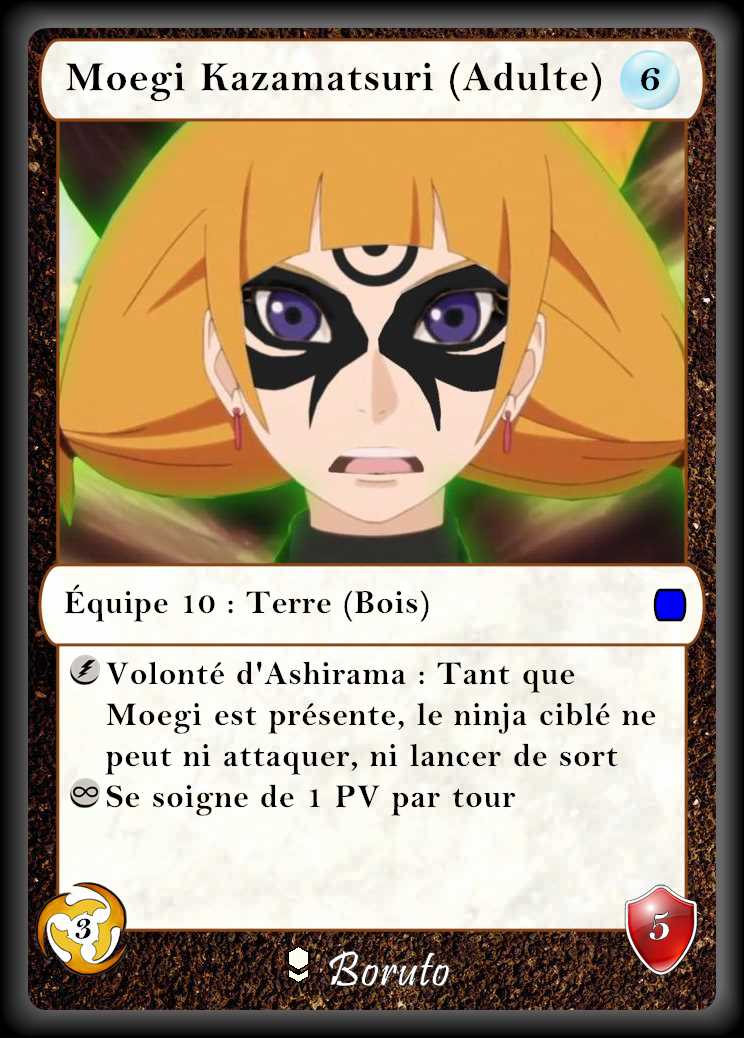 Moegi Kazamatsuri (Adulte) 6
Équipe 10 : Terre (Bois)
Volonté d'Ashirama : Tant que
Moegi est présente, le ninja ciblé ne
peut ni attaquer, ni lancer de sort
∞ Se soigne de 1 PV par tour
3
5
Boruto